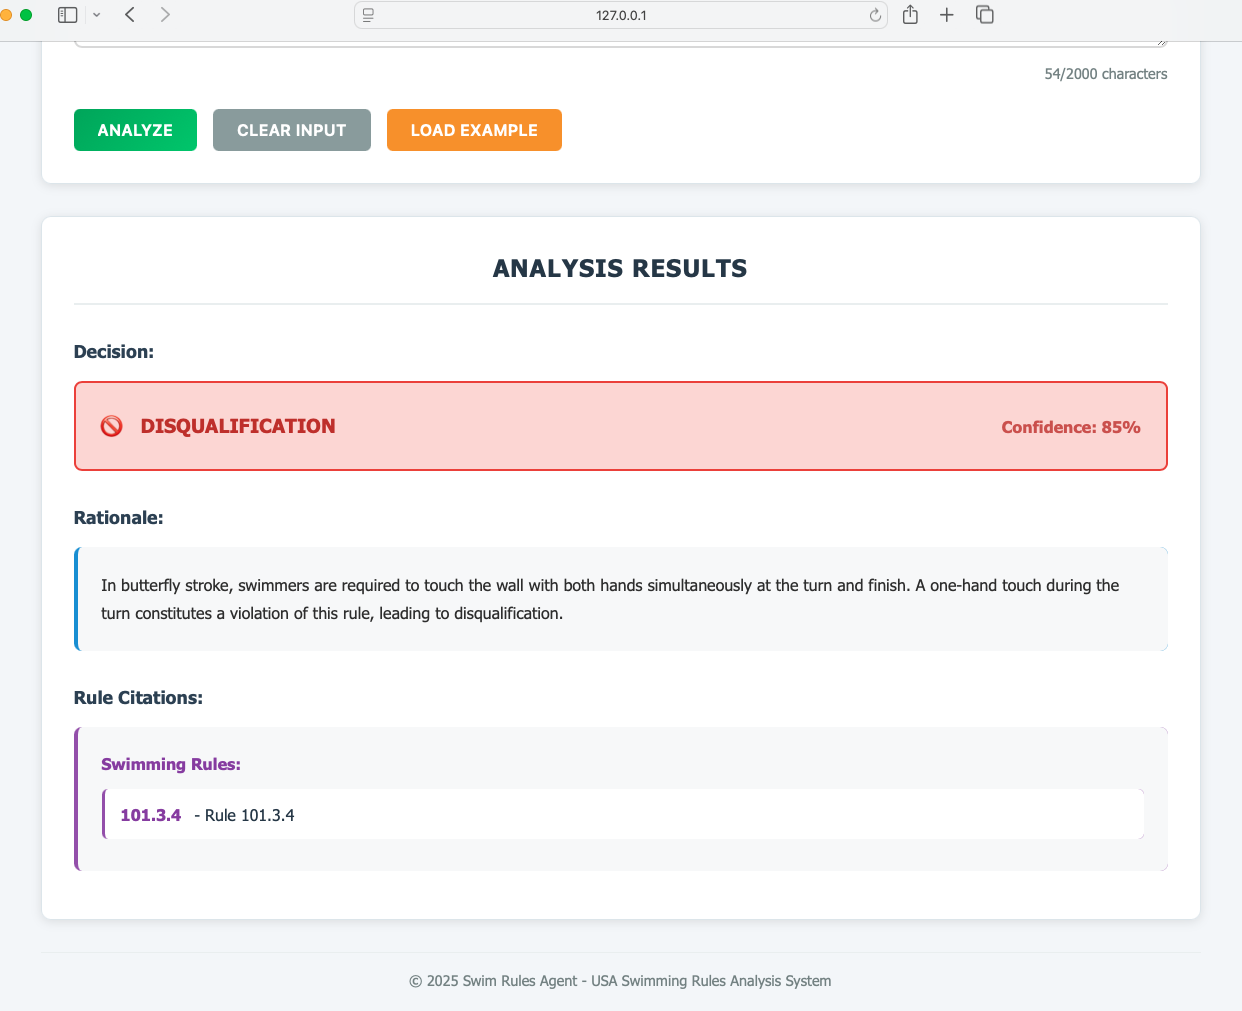 127.0.0.1
54/2000 characters
ANALYZE CLEAR INPUT LOAD EXAMPLE
ANALYSIS RESULTS
Decision:
DISQUALIFICATION Confidence: 85%
Rationale:
In butterfly stroke, swimmers are required to touch the wall with both hands simultaneously at the turn and finish. A one-hand touch during the
turn constitutes a violation of this rule, leading to disqualification.
Rule Citations:
Swimming Rules:
101.3.4 - Rule 101.3.4
© 2025 Swim Rules Agent - USA Swimming Rules Analysis System